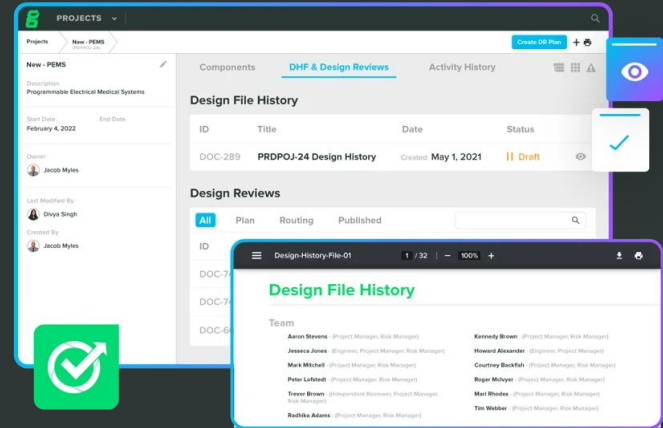 PROJECTS
Projects
New - PEMS
New - PEMS
Description
Programmable Electrical Medical Systems
Start Date End Date
February 4, 2022
Owner
Jacob Myles
Last Modified By
Divya Singh
Created By
Jacob Myles
Create DR Plan
Components DHF & Design Reviews Activity History
Design File History
ID Title Date Status
DOC-289 PRDPOJ-24 Design History Created: May 1, 2021 Draft
Design Reviews
All Plan Routing Published
ID
DOC-7
DOC-7
DOC-6
Design-History-File-01 1 / 32 | — 100% +
Design File History
Team
Aaron Stevens - (Project Manager, Risk Manager)
Jesseca Jones - (Engineer, Project Manager, Risk Manager)
Mark Mitchell - (Project Manager, Risk Manager)
Peter Lofstedt - (Project Manager, Risk Manager)
Trevor Brown - (Independent Reviewer, Project Manager,
Risk Manager)
Radhika Adams - (Project Manager, Risk Manager)
Kennedy Brown - (Project Manager, Risk Manager)
Howard Alexander - (Engineer, Project Manager)
Courtney Backfish - (Project Manager, Risk Manager)
Roger McIvyer - (Project Manager, Risk Manager)
Mari Rhodes - (Project Manager, Risk Manager)
Tim Webber - (Project Manager, Risk Manager)